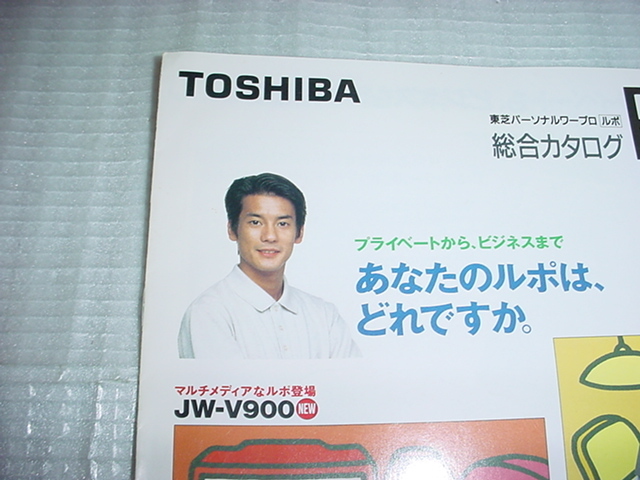 TOSHIBA
東芝パーソナルワープロ ルポ
総合カタログ
プライベートから、ビジネスまで
あなたのルポは、
どれですか。
マルチメディアなルポ登場
JW-V900 NEW